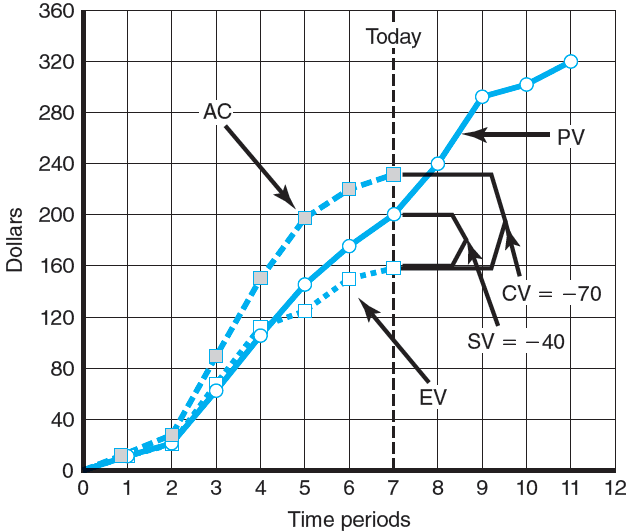 360
320
280
240
200
160
120
80
40
0
Dollars
Today
AC
PV
CV = −70
SV = −40
EV
0 1 2 3 4 5 6 7 8 9 10 11 12
Time periods